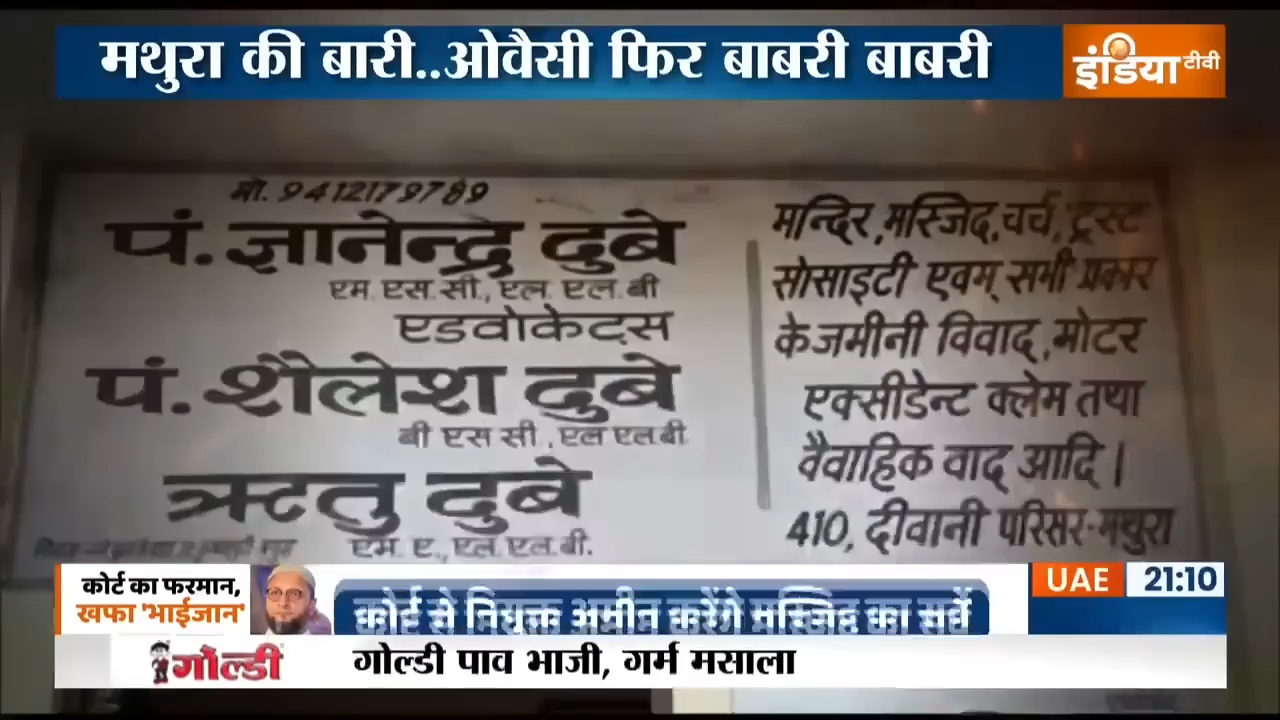 मथुरा की बारी..ओवैसी फिर बाबरी बाबरी
इंडिया टीवी
मो. 9412179789
पं. ज्ञानेन्द्र दुबे
एम. एस. सी., एल. एल. बी
एडवोकेट्स
पं. शैलेश दुबे
बी एस सी, एल एल बी
ऋतु दुबे
एम. ए., एल. एल. बी.
मन्दिर, मस्जिद, चर्च, ट्रस्ट
सोसाइटी एवम् सभी प्रकार
के जमीनी विवाद, मोटर
एक्सीडेन्ट क्लेम तथा
वैवाहिक वाद आदि।
410, दीवानी परिसर-मथुरा
कोर्ट का फरमान,
खफा 'भाईजान'
कोर्ट से नियुक्त अमीन करेंगे मस्जिद का सर्वे
UAE 21:10
गोल्डी
गोल्डी पाव भाजी, गर्म मसाला